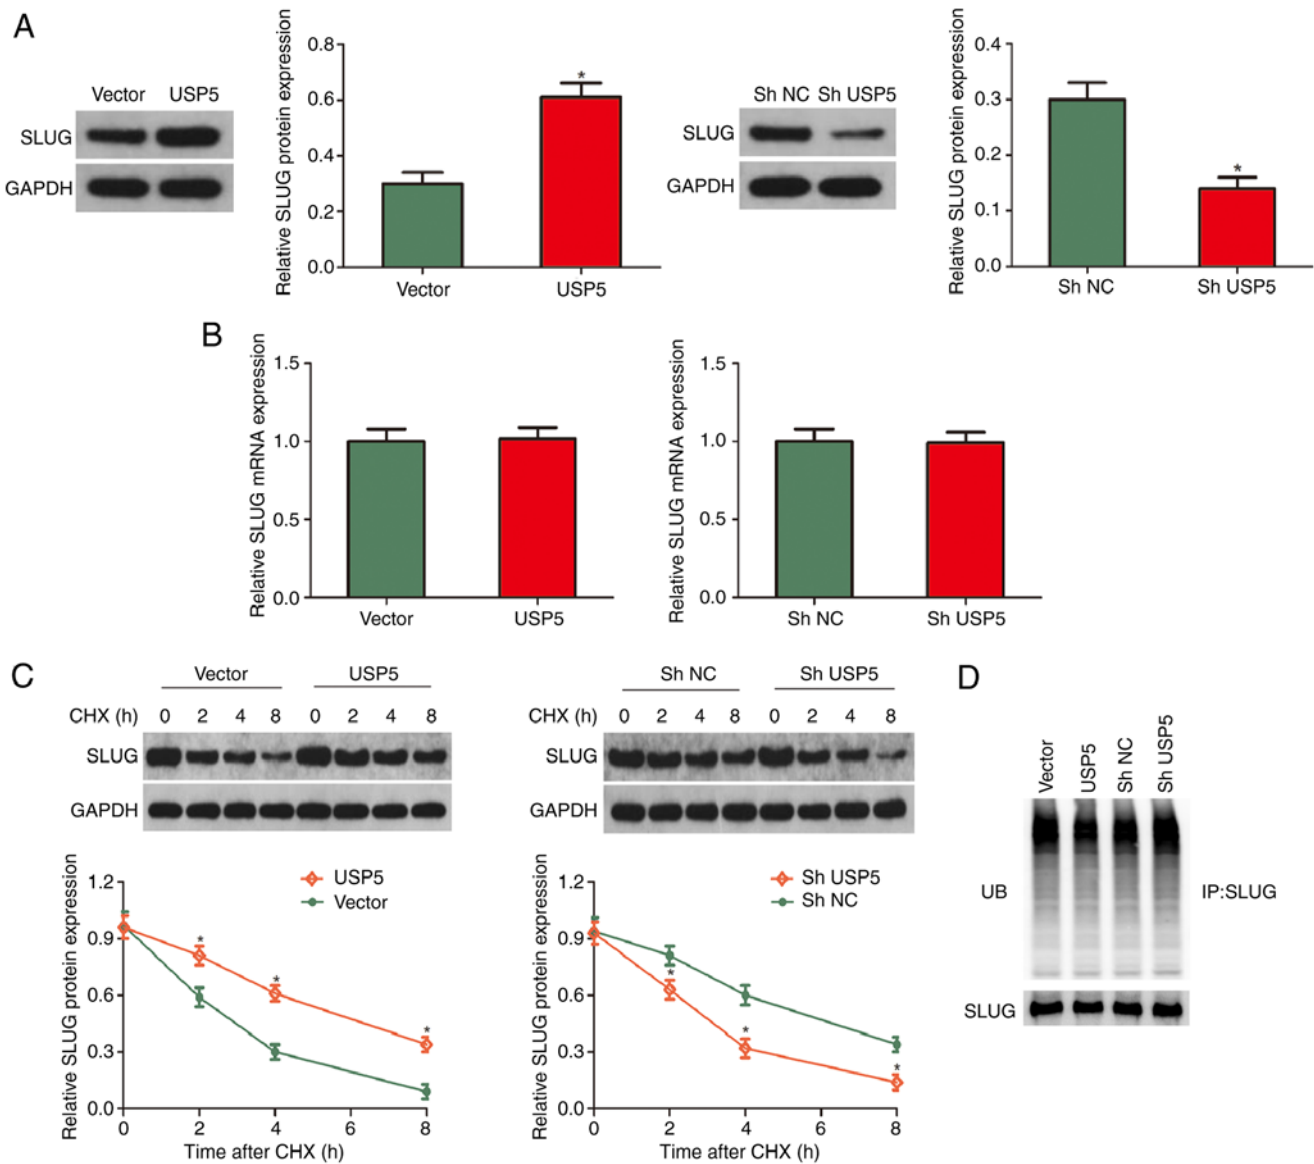 A
Vector USP5
SLUG
GAPDH
Relative SLUG protein expression
0.8
0.6
0.4
0.2
0.0
*
Vector USP5
Sh NC Sh USP5
SLUG
GAPDH
Relative SLUG protein expression
0.4
0.3
0.2
0.1
0.0
*
Sh NC Sh USP5
B
Relative SLUG mRNA expression
1.5
1.0
0.5
0.0
Vector USP5
Relative SLUG mRNA expression
1.5
1.0
0.5
0.0
Sh NC Sh USP5
C
Vector USP5
CHX (h) 0 2 4 8 0 2 4 8
SLUG
GAPDH
Relative SLUG protein expression
1.2
0.9
0.6
0.3
0.0
USP5
Vector
*
*
*
0 2 4 6 8
Time after CHX (h)
Sh NC Sh USP5
CHX (h) 0 2 4 8 0 2 4 8
SLUG
GAPDH
Relative SLUG protein expression
1.2
0.9
0.6
0.3
0.0
Sh USP5
Sh NC
*
*
*
0 2 4 6 8
Time after CHX (h)
D
Vector
USP5
Sh NC
Sh USP5
UB
IP:SLUG
SLUG